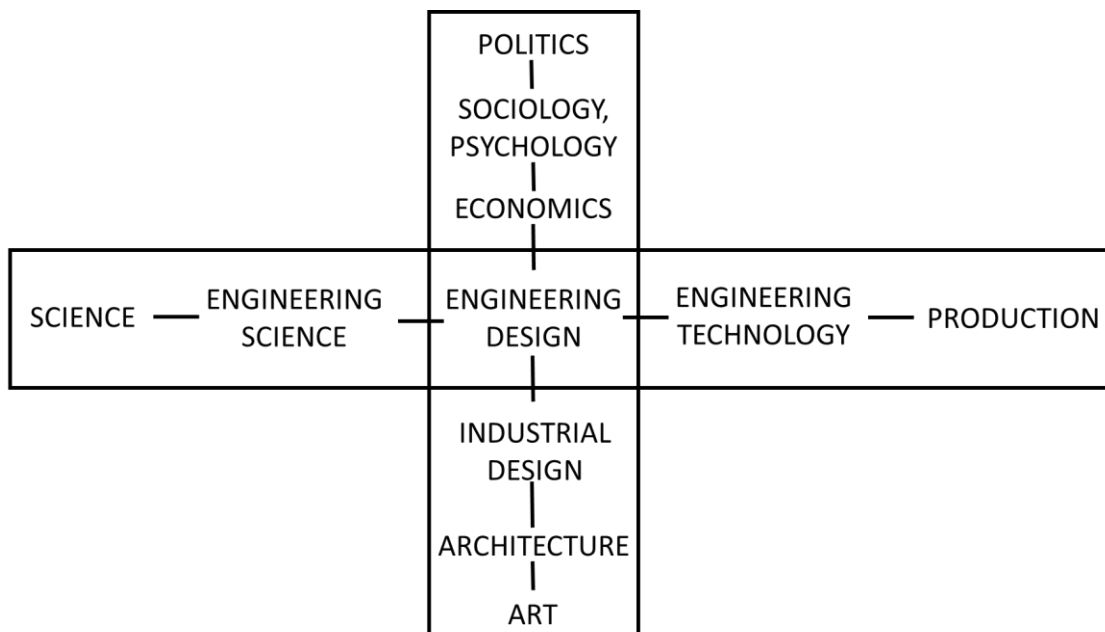 POLITICS
SOCIOLOGY,
PSYCHOLOGY
ECONOMICS
SCIENCE
ENGINEERING
SCIENCE
ENGINEERING
DESIGN
ENGINEERING
TECHNOLOGY
PRODUCTION
INDUSTRIAL
DESIGN
ARCHITECTURE
ART